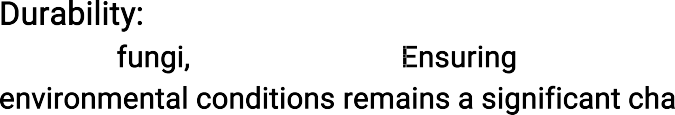 Durability:
fungi, Ensuring
environmental conditions remains a significant cha